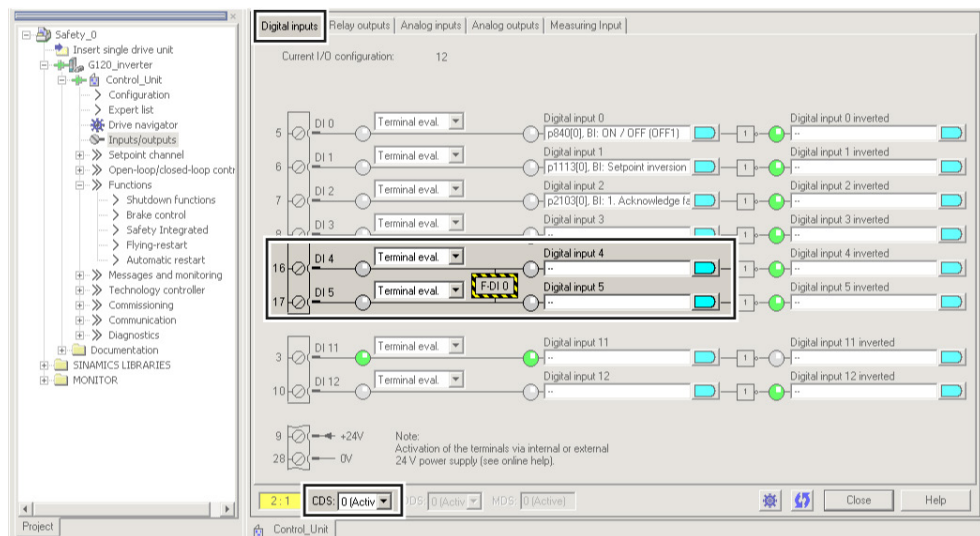 Safety_0
Insert single drive unit
G120_inverter
Control_Unit
Configuration
Expert list
Drive navigator
Inputs/outputs
Setpoint channel
Open-loop/closed-loop contr
Functions
Shutdown functions
Brake control
Safety Integrated
Flying-restart
Automatic restart
Messages and monitoring
Technology controller
Commissioning
Communication
Diagnostics
Documentation
SINAMICS LIBRARIES
MONITOR
Project
Digital inputs Relay outputs Analog inputs Analog outputs Measuring Input
Current I/O configuration: 12
Digital input 0 Digital input 0 inverted
5 DI 0 Terminal eval. p840[0], BI: ON / OFF (OFF1) 1 --
Digital input 1 Digital input 1 inverted
6 DI 1 Terminal eval. p1113[0], BI: Setpoint inversion 1 --
Digital input 2 Digital input 2 inverted
7 DI 2 Terminal eval. p2103[0], BI: 1. Acknowledge fa 1 --
Digital input 3 Digital input 3 inverted
8 DI 3 Terminal eval. -- 1 --
Digital input 4 Digital input 4 inverted
16 DI 4 Terminal eval. -- 1 --
F-DI 0
Digital input 5 Digital input 5 inverted
17 DI 5 Terminal eval. -- 1 --
Digital input 11 Digital input 11 inverted
3 DI 11 Terminal eval. -- 1 --
Digital input 12 Digital input 12 inverted
10 DI 12 Terminal eval. -- 1 --
9 +24V Note:
Activation of the terminals via internal or external
28 0V 24 V power supply (see online help).
2 : 1 CDS: 0 (Activ DDS: 0 (Activ MDS: 0 (Active) Close Help
Control_Unit